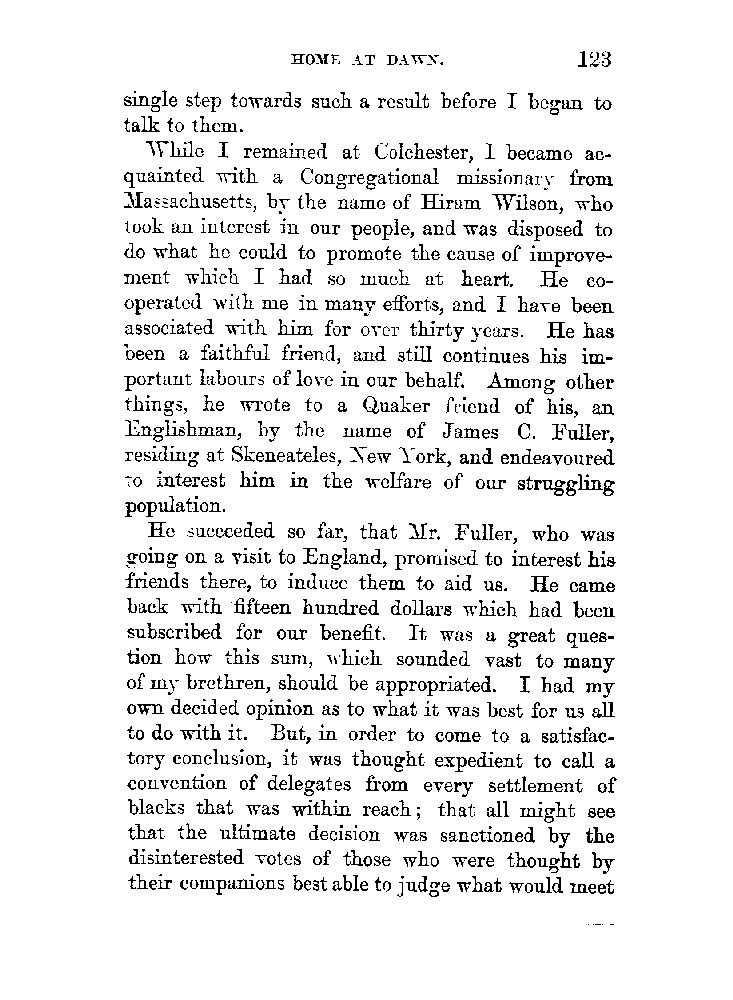 HOME AT DAWN. 123
single step towards such a result before I began to
talk to them.
While I remained at Colchester, I became ac-
quainted with a Congregational missionary from
Massachusetts, by the name of Hiram Wilson, who
took an interest in our people, and was disposed to
do what he could to promote the cause of improve-
ment which I had so much at heart. He co-
operated with me in many efforts, and I have been
associated with him for over thirty years. He has
been a faithful friend, and still continues his im-
portant labours of love in our behalf. Among other
things, he wrote to a Quaker friend of his, an
Englishman, by the name of James C. Fuller,
residing at Skeneateles, New York, and endeavoured
to interest him in the welfare of our struggling
population.
He succeeded so far, that Mr. Fuller, who was
going on a visit to England, promised to interest his
friends there, to induce them to aid us. He came
back with fifteen hundred dollars which had been
subscribed for our benefit. It was a great ques-
tion how this sum, which sounded vast to many
of my brethren, should be appropriated. I had my
own decided opinion as to what it was best for us all
to do with it. But, in order to come to a satisfac-
tory conclusion, it was thought expedient to call a
convention of delegates from every settlement of
blacks that was within reach; that all might see
that the ultimate decision was sanctioned by the
disinterested votes of those who were thought by
their companions best able to judge what would meet